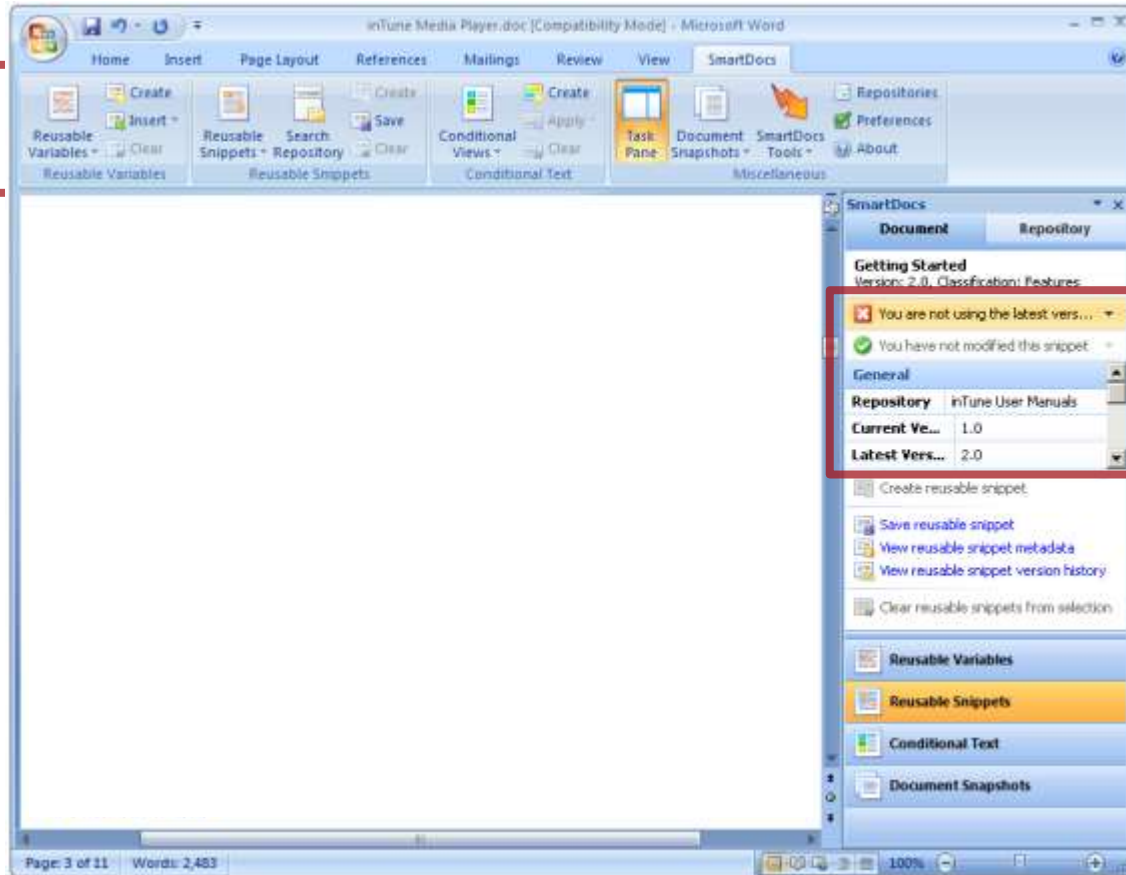 inTune Media Player.doc [Compatibility Mode] - Microsoft Word
Home Insert Page Layout References Mailings Review View SmartDocs
Reusable Variables
Create
Insert
Clear
Reusable Variables
Reusable Snippets
Search Repository
Create
Save
Clear
Reusable Snippets
Conditional Views
Create
Apply
Clear
Conditional Text
Task Pane
Document Snapshots
SmartDocs Tools
Repositories
Preferences
About
Miscellaneous
SmartDocs
Document Repository
Getting Started
Version: 2.0, Classification: Features
You are not using the latest vers...
You have not modified this snippet
General
Repository inTune User Manuals
Current Ve... 1.0
Latest Vers... 2.0
Create reusable snippet
Save reusable snippet
View reusable snippet metadata
View reusable snippet version history
Clear reusable snippets from selection
Reusable Variables
Reusable Snippets
Conditional Text
Document Snapshots
Page: 3 of 11 Words: 2,483 100%